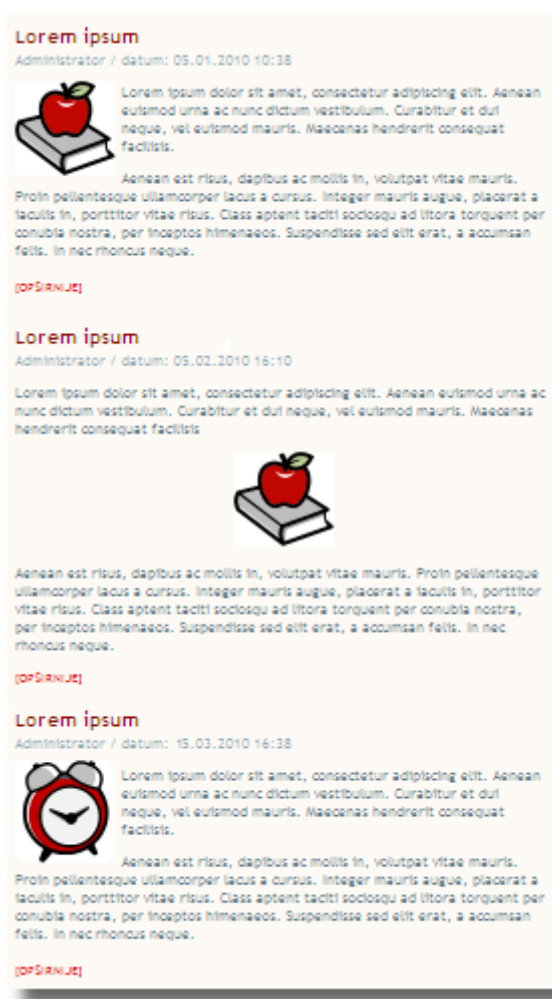 Lorem ipsum
Administrator / datum: 05.01.2010 10:38
Lorem ipsum dolor sit amet, consectetur adipiscing elit. Aenean
euismod urna ac nunc dictum vestibulum. Curabitur et dui
neque, vel euismod mauris. Maecenas hendrerit consequat
facilisis.
Aenean est risus, dapibus ac mollis in, volutpat vitae mauris.
Proin pellentesque ullamcorper lacus a cursus. Integer mauris augue, placerat a
iaculis in, porttitor vitae risus. Class aptent taciti sociosqu ad litora torquent per
conubia nostra, per inceptos himenaeos. Suspendisse sed elit erat, a accumsan
felis. In nec rhoncus neque.
[OPŠIRNIJE]
Lorem ipsum
Administrator / datum: 05.02.2010 16:10
Lorem ipsum dolor sit amet, consectetur adipiscing elit. Aenean euismod urna ac
nunc dictum vestibulum. Curabitur et dui neque, vel euismod mauris. Maecenas
hendrerit consequat facilisis
Aenean est risus, dapibus ac mollis in, volutpat vitae mauris. Proin pellentesque
ullamcorper lacus a cursus. Integer mauris augue, placerat a iaculis in, porttitor
vitae risus. Class aptent taciti sociosqu ad litora torquent per conubia nostra,
per inceptos himenaeos. Suspendisse sed elit erat, a accumsan felis. In nec
rhoncus neque.
[OPŠIRNIJE]
Lorem ipsum
Administrator / datum: 15.03.2010 16:38
Lorem ipsum dolor sit amet, consectetur adipiscing elit. Aenean
euismod urna ac nunc dictum vestibulum. Curabitur et dui
neque, vel euismod mauris. Maecenas hendrerit consequat
facilisis.
Aenean est risus, dapibus ac mollis in, volutpat vitae mauris.
Proin pellentesque ullamcorper lacus a cursus. Integer mauris augue, placerat a
iaculis in, porttitor vitae risus. Class aptent taciti sociosqu ad litora torquent per
conubia nostra, per inceptos himenaeos. Suspendisse sed elit erat, a accumsan
felis. In nec rhoncus neque.
[OPŠIRNIJE]